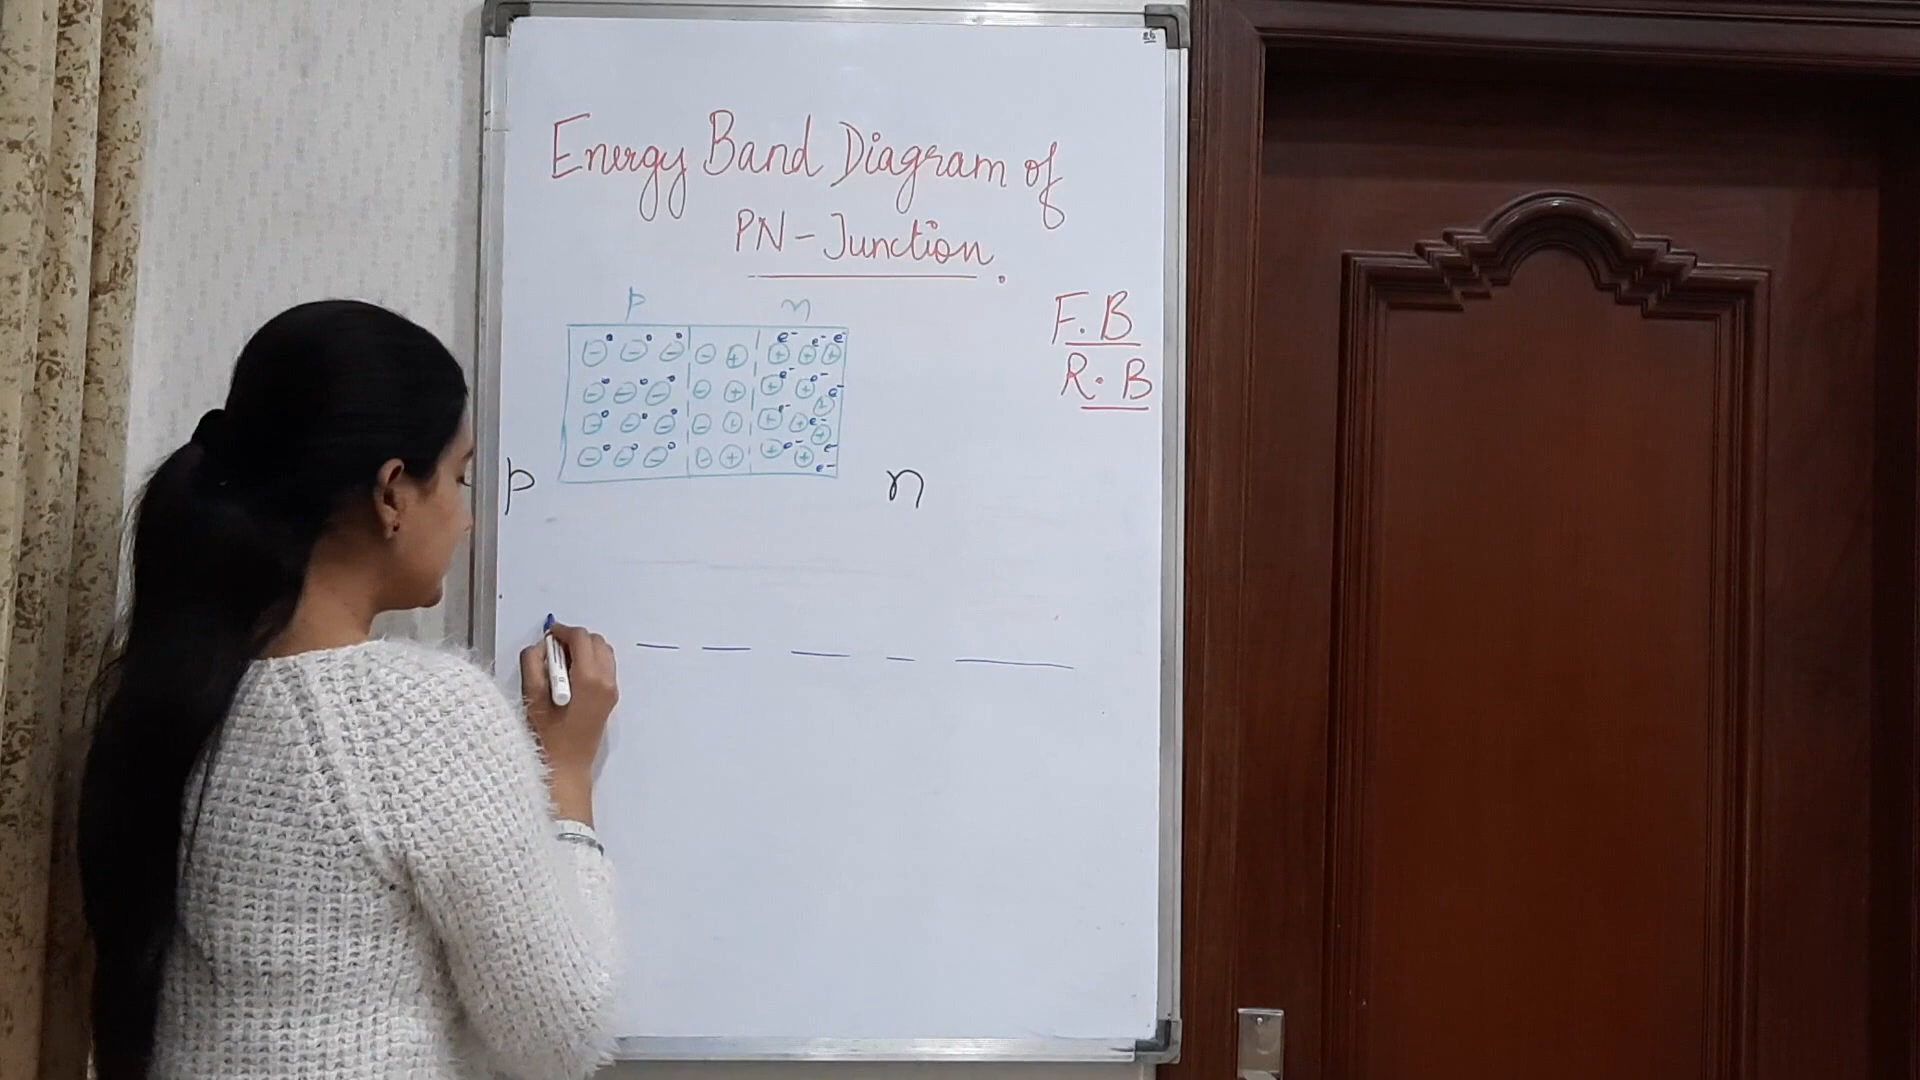 Energy Band Diagram of
PN-Junction.
p n
F.B
R.B
- - - - + e- + e- + e- +
- - - - + + e- + e- + e-
- - - - + + e- + e- +
- - - - + + e- + e- e-
p n